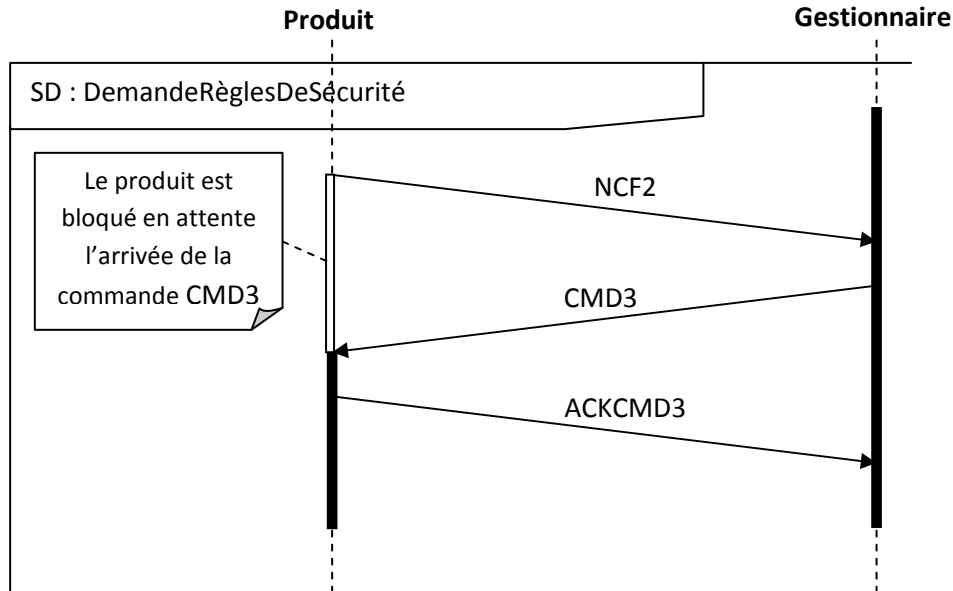 Produit
Gestionnaire
SD : DemandeRèglesDeSécurité
Le produit est
bloqué en attente
l’arrivée de la
commande CMD3
NCF2
CMD3
ACKCMD3